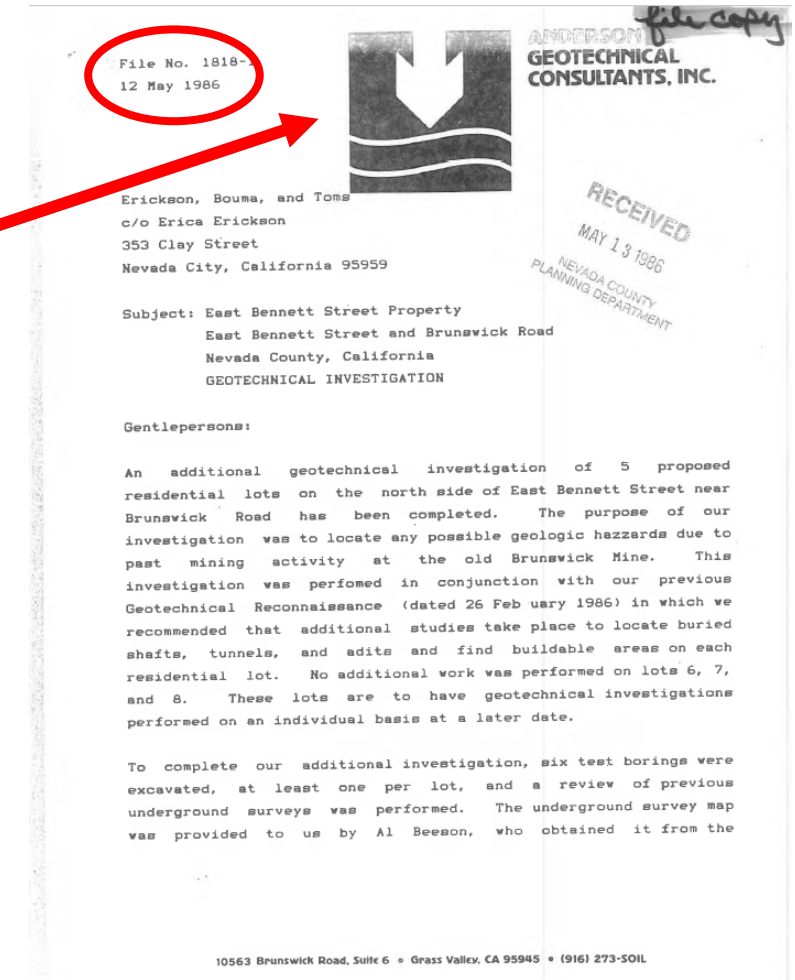 file copy
ANDERSON
GEOTECHNICAL
CONSULTANTS, INC.
File No. 1818-
12 May 1986
Erickson, Bouma, and Toms
c/o Erica Erickson
353 Clay Street
Nevada City, California 95959
RECEIVED
MAY 13 1986
NEVADA COUNTY
PLANNING DEPARTMENT
Subject: East Bennett Street Property
East Bennett Street and Brunswick Road
Nevada County, California
GEOTECHNICAL INVESTIGATION
Gentlepersons:
An additional geotechnical investigation of 5 proposed
residential lots on the north side of East Bennett Street near
Brunswick Road has been completed. The purpose of our
investigation was to locate any possible geologic hazzards due to
past mining activity at the old Brunswick Mine. This
investigation was perfomed in conjunction with our previous
Geotechnical Reconnaissance (dated 26 Feb uary 1986) in which we
recommended that additional studies take place to locate buried
shafts, tunnels, and adits and find buildable areas on each
residential lot. No additional work was performed on lots 6, 7,
and 8. These lots are to have geotechnical investigations
performed on an individual basis at a later date.
To complete our additional investigation, six test borings were
excavated, at least one per lot, and a review of previous
underground surveys was performed. The underground survey map
was provided to us by Al Beeson, who obtained it from the
10563 Brunswick Road, Suite 6 • Grass Valley, CA 95945 • (916) 273-SOIL